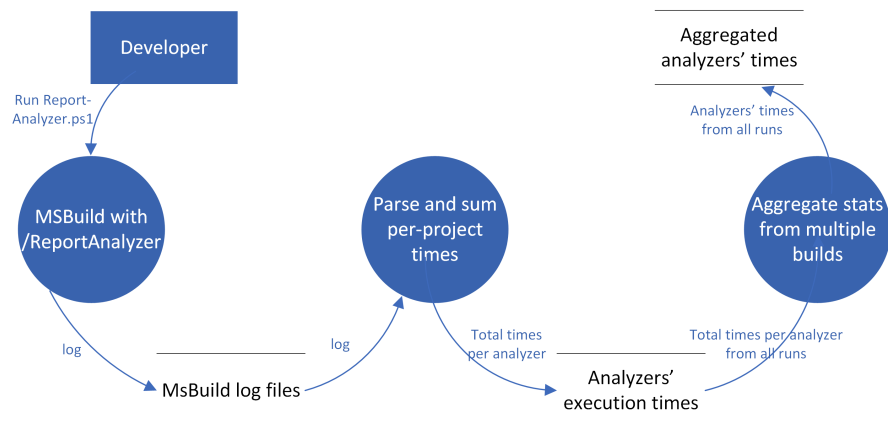 Developer
Run Report-
Analyzer.ps1
MSBuild with
/ReportAnalyzer
log
MsBuild log files
log
Parse and sum
per-project
times
Total times
per analyzer
Analyzers'
execution times
Total times per analyzer
from all runs
Aggregate stats
from multiple
builds
Analyzers' times
from all runs
Aggregated
analyzers' times